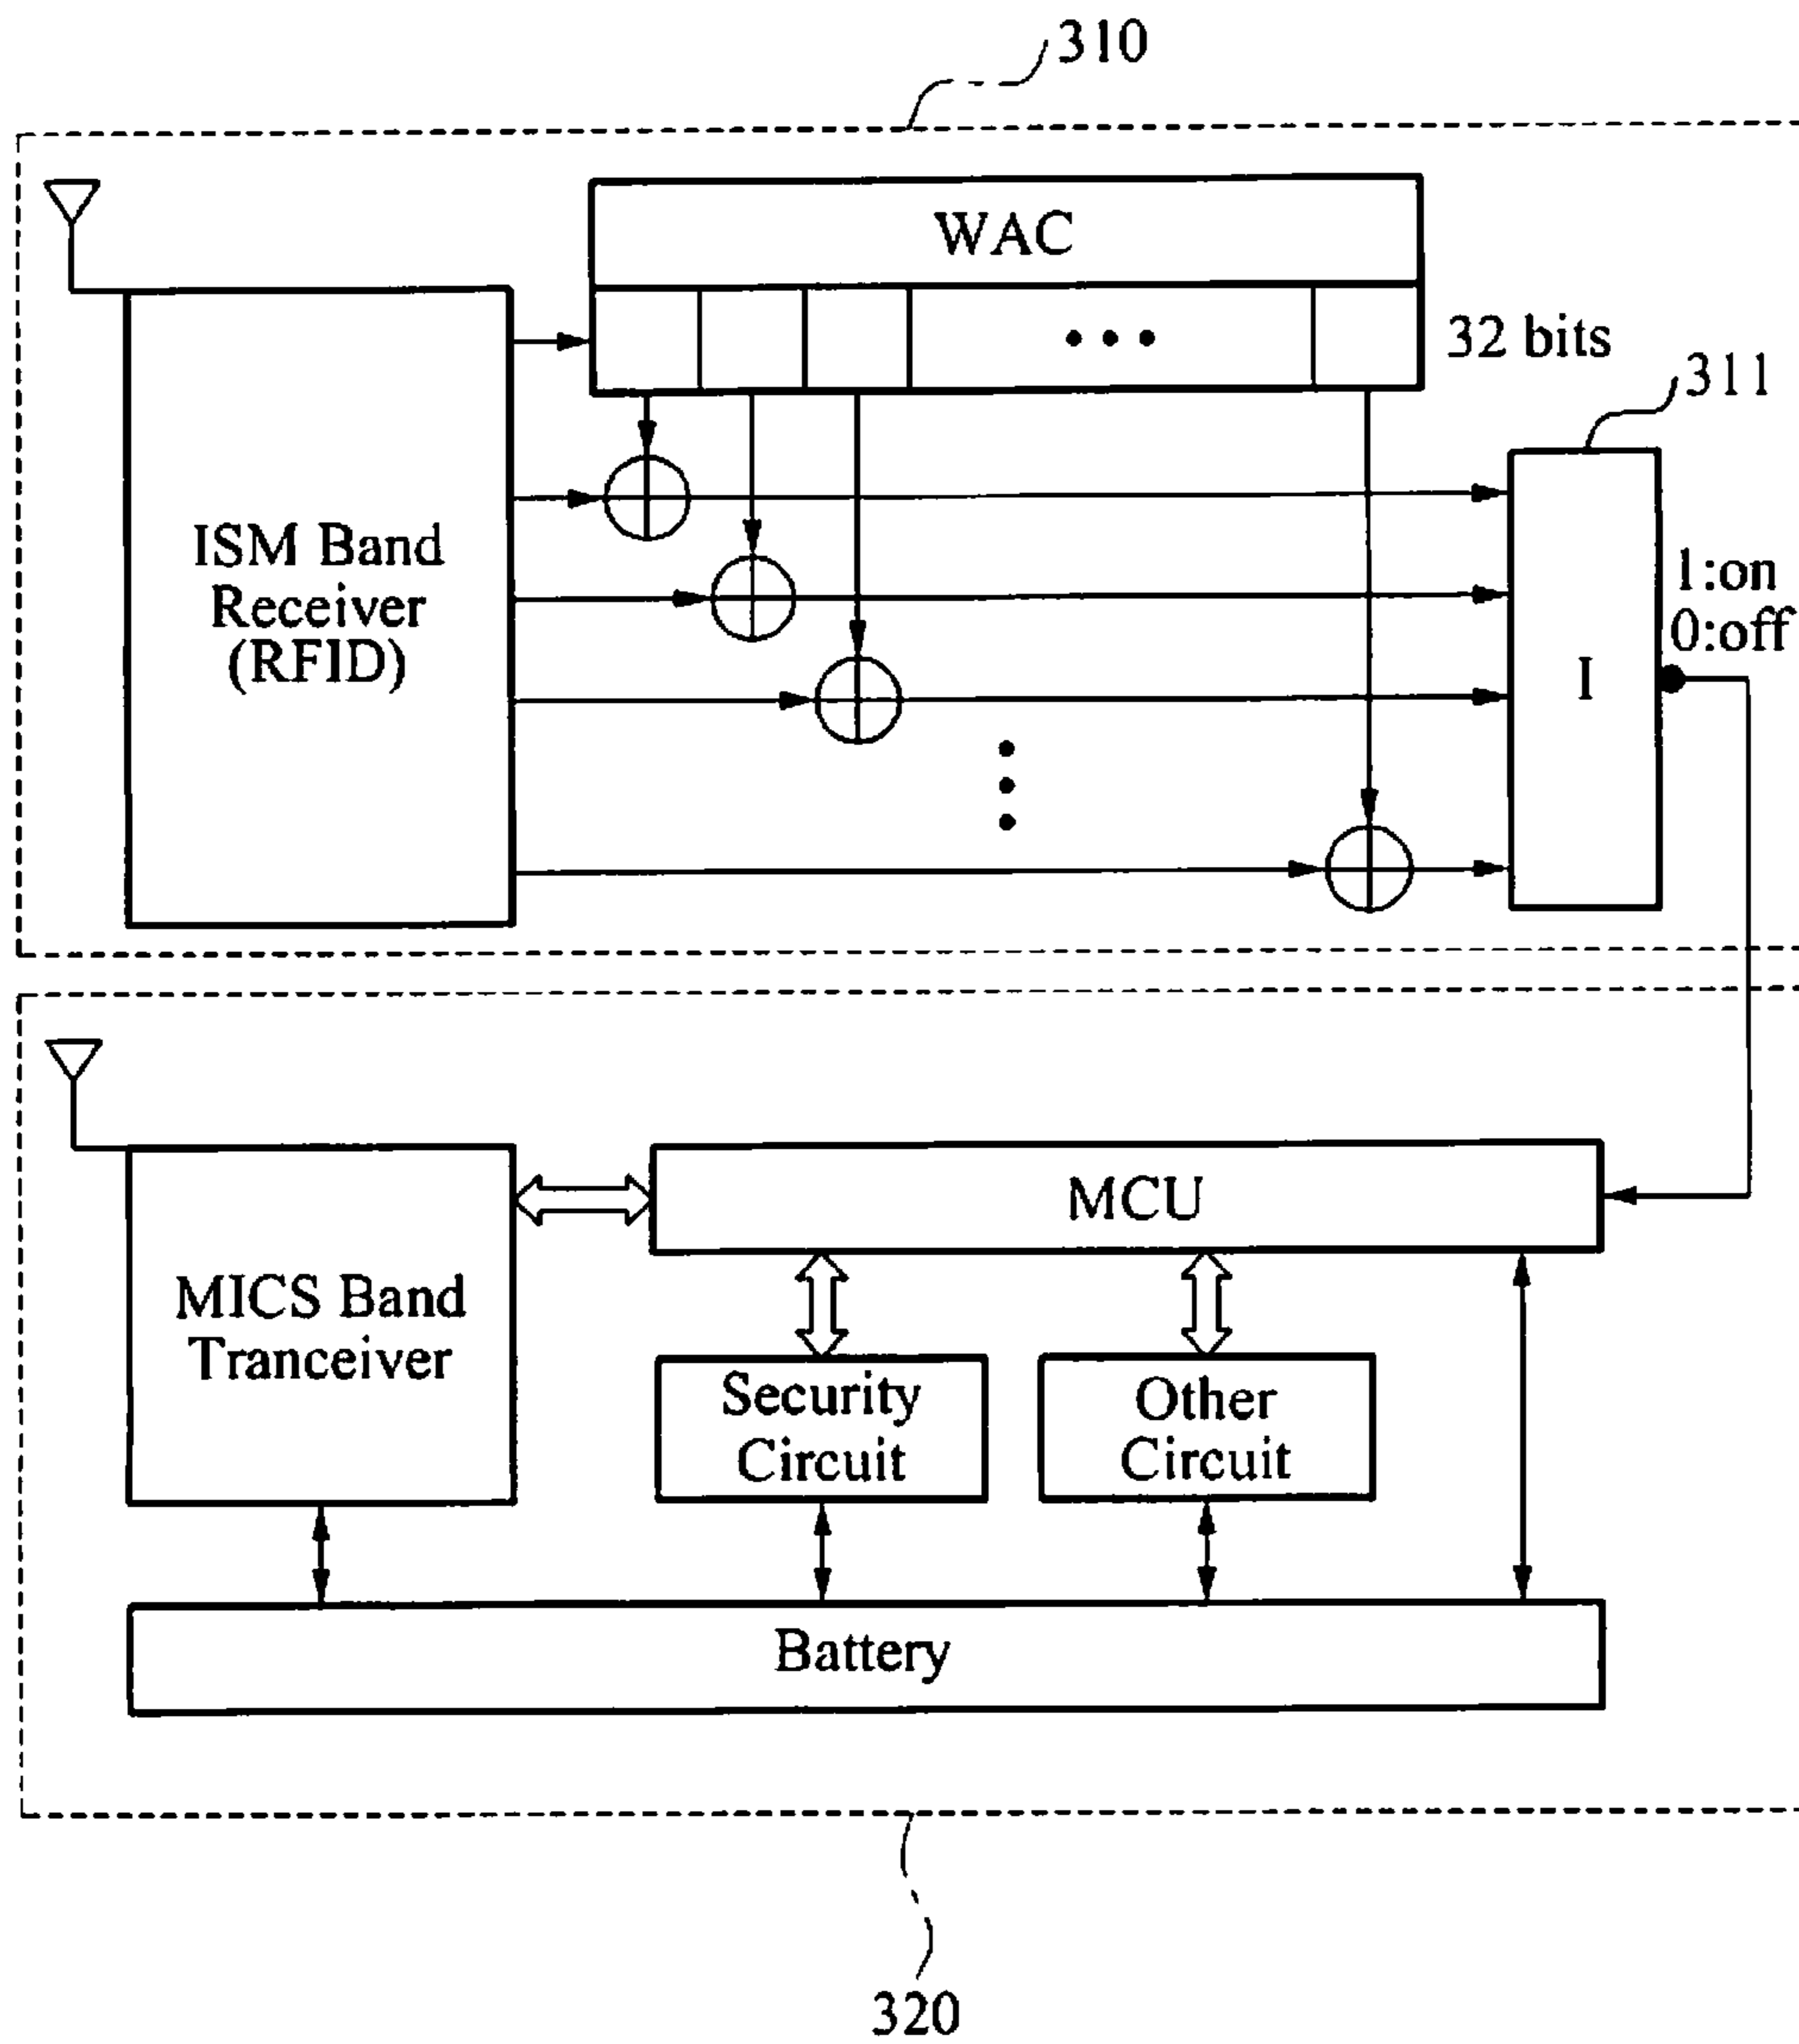 310
WAC
32 bits
311
ISM Band
Receiver
(RFID)
1:on
0:off
I
MCU
MICS Band
Tranceiver
Security
Circuit
Other
Circuit
Battery
320